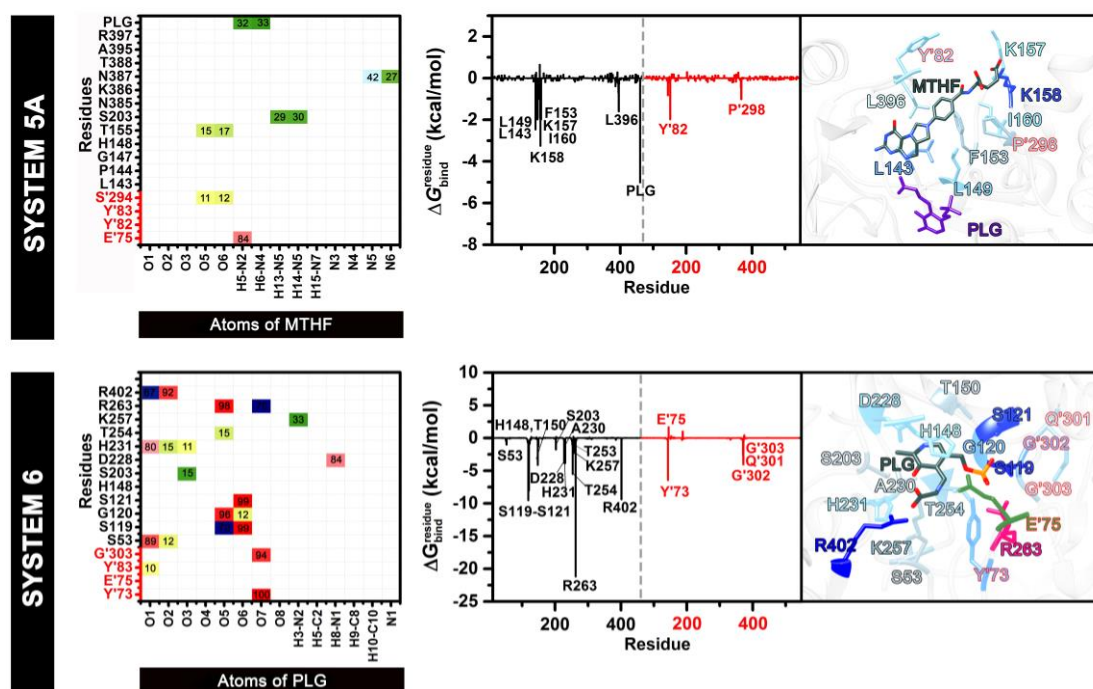 SYSTEM 5A
Residues
PLG
R397
A395
T388
N387
K386
N385
S203
T155
H148
G147
P144
L143
S'294
Y'83
Y'82
E'75
32 33
42 27
29 30
15 17
11 12
84
O1 O2 O3 O5 O6 H5-N2 H6-N4 H13-N5 H14-N5 H15-N7 N3 N4 N5 N6
Atoms of MTHF
ΔG residue bind (kcal/mol)
2
0
-2
-4
-6
-8
L149
L143
F153
K157
I160
K158
L396
PLG
Y'82
P'298
200 400 200 400
Residue
Y'82
K157
MTHF
K158
L396
I160
P'298
L143
F153
L149
PLG
SYSTEM 6
Residues
R402
R263
K257
T254
H231
D228
S203
H148
S121
G120
S119
S53
G'303
Y'83
E'75
Y'73
92
98
33
15
80 15 11
84
15
99
96 12
99
89 12
94
10
100
O1 O2 O3 O4 O5 O6 O7 O8 H3-N2 H5-C2 H8-N1 H9-C8 H10-C10 N1
Atoms of PLG
ΔG residue bind (kcal/mol)
10
5
0
-5
-10
-15
-20
-25
H148, T150
S203
A230
S53
D228
H231
S119-S121
T253
K257
T254
R402
R263
E'75
G'303
Q'301
G'302
Y'73
200 400 200 400
Residue
T150
D228
S121
Q'301
H148
G120
G'302
S203
PLG
S119
A230
G'303
H231
T254
E'75
R402
R263
K257
S53
Y'73